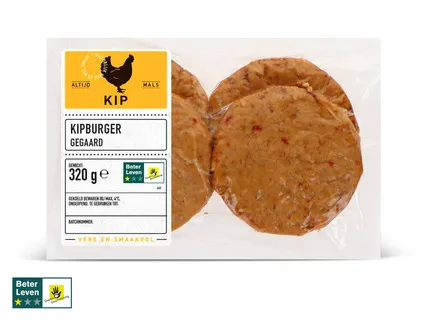 ALTIJD MALS
KIP
KIPBURGER
GEGAARD
GEWICHT:
320 g e
Beter
Leven
GEKOELD BEWAREN BIJ MAX. 4°C.
ONGEOPEND, TE GEBRUIKEN TOT:
BATCHNUMMER:
VERS EN SMAAKVOL
Beter
Leven